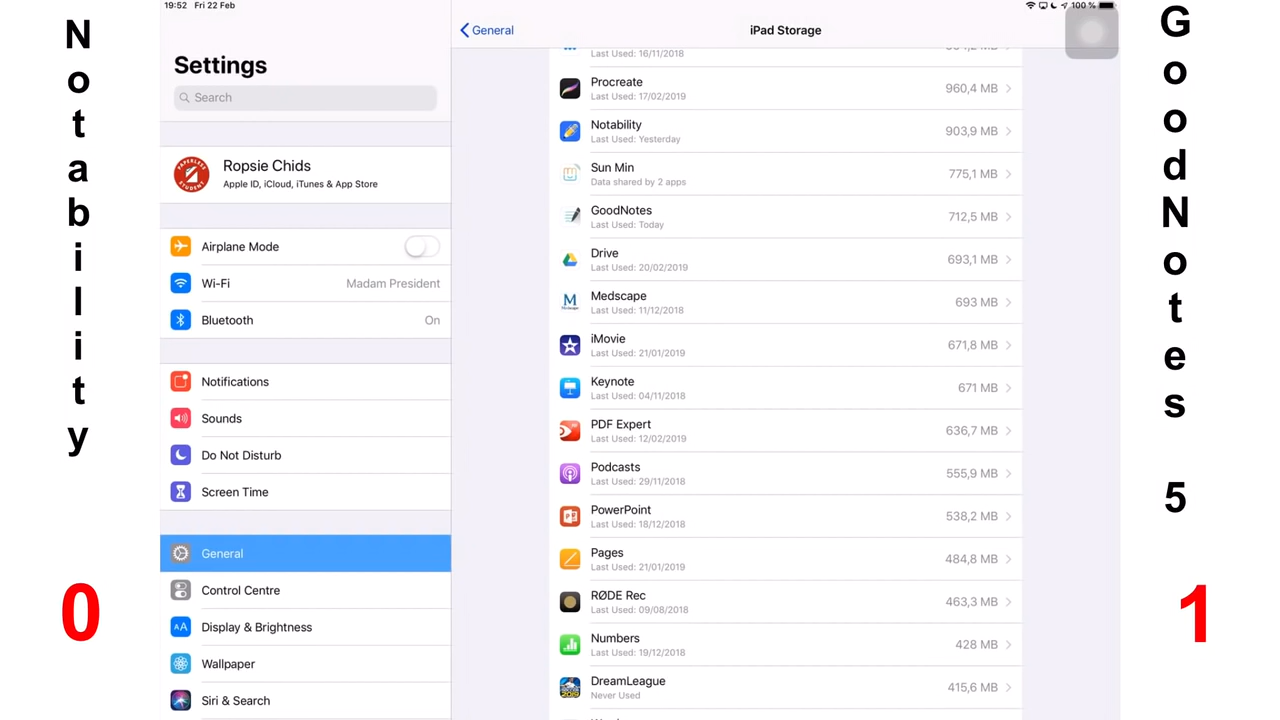 19:52 Fri 22 Feb
100 %
Notability
0
GoodNotes 5
1
Settings
Search
PAPERLESS STUDENT
Ropsie Chids
Apple ID, iCloud, iTunes & App Store
Airplane Mode
Wi-Fi Madam President
Bluetooth On
Notifications
Sounds
Do Not Disturb
Screen Time
General
Control Centre
AA Display & Brightness
Wallpaper
Siri & Search
General
iPad Storage
Last Used: 16/11/2018
Procreate 960,4 MB
Last Used: 17/02/2019
Notability 903,9 MB
Last Used: Yesterday
Sun Min 775,1 MB
Data shared by 2 apps
GoodNotes 712,5 MB
Last Used: Today
Drive 693,1 MB
Last Used: 20/02/2019
Medscape 693 MB
Last Used: 11/12/2018
iMovie 671,8 MB
Last Used: 21/01/2019
Keynote 671 MB
Last Used: 04/11/2018
PDF Expert 636,7 MB
Last Used: 12/02/2019
Podcasts 555,9 MB
Last Used: 29/11/2018
PowerPoint 538,2 MB
Last Used: 18/12/2018
Pages 484,8 MB
Last Used: 21/01/2019
RØDE Rec 463,3 MB
Last Used: 09/08/2018
Numbers 428 MB
Last Used: 19/12/2018
DreamLeague 415,6 MB
Never Used